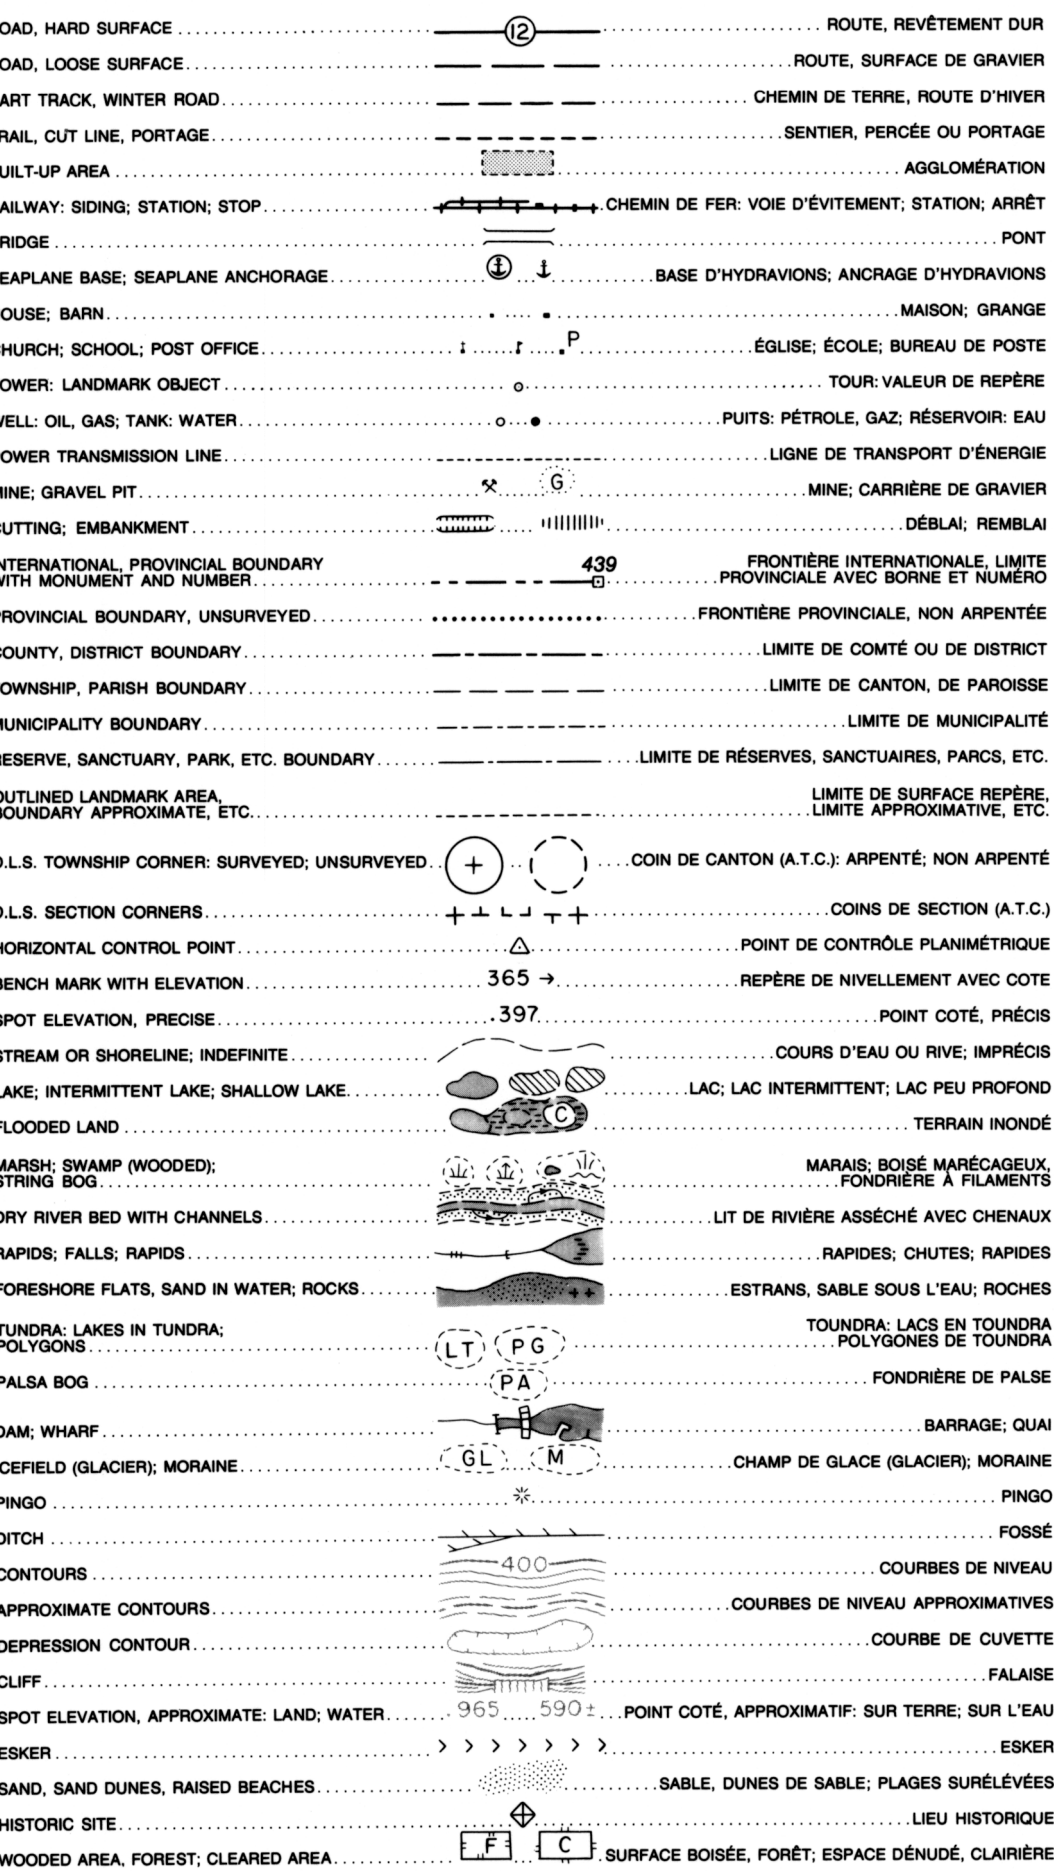 OAD, HARD SURFACE 12 ROUTE, REVÊTEMENT DUR
OAD, LOOSE SURFACE ROUTE, SURFACE DE GRAVIER
ART TRACK, WINTER ROAD CHEMIN DE TERRE, ROUTE D'HIVER
RAIL, CUT LINE, PORTAGE SENTIER, PERCÉE OU PORTAGE
UILT-UP AREA AGGLOMÉRATION
AILWAY: SIDING; STATION; STOP CHEMIN DE FER: VOIE D'ÉVITEMENT; STATION; ARRÊT
RIDGE PONT
EAPLANE BASE; SEAPLANE ANCHORAGE BASE D'HYDRAVIONS; ANCRAGE D'HYDRAVIONS
OUSE; BARN MAISON; GRANGE
HURCH; SCHOOL; POST OFFICE P ÉGLISE; ÉCOLE; BUREAU DE POSTE
OWER: LANDMARK OBJECT TOUR: VALEUR DE REPÈRE
ELL: OIL, GAS; TANK: WATER PUITS: PÉTROLE, GAZ; RÉSERVOIR: EAU
OWER TRANSMISSION LINE LIGNE DE TRANSPORT D'ÉNERGIE
INE; GRAVEL PIT G MINE; CARRIÈRE DE GRAVIER
UTTING; EMBANKMENT DÉBLAI; REMBLAI
NTERNATIONAL, PROVINCIAL BOUNDARY 439 FRONTIÈRE INTERNATIONALE, LIMITE
WITH MONUMENT AND NUMBER PROVINCIALE AVEC BORNE ET NUMÉRO
PROVINCIAL BOUNDARY, UNSURVEYED FRONTIÈRE PROVINCIALE, NON ARPENTÉE
COUNTY, DISTRICT BOUNDARY LIMITE DE COMTÉ OU DE DISTRICT
OWNSHIP, PARISH BOUNDARY LIMITE DE CANTON, DE PAROISSE
MUNICIPALITY BOUNDARY LIMITE DE MUNICIPALITÉ
RESERVE, SANCTUARY, PARK, ETC. BOUNDARY LIMITE DE RÉSERVES, SANCTUAIRES, PARCS, ETC.
OUTLINED LANDMARK AREA, LIMITE DE SURFACE REPÈRE,
BOUNDARY APPROXIMATE, ETC. LIMITE APPROXIMATIVE, ETC.
D.L.S. TOWNSHIP CORNER: SURVEYED; UNSURVEYED COIN DE CANTON (A.T.C.): ARPENTÉ; NON ARPENTÉ
D.L.S. SECTION CORNERS COINS DE SECTION (A.T.C.)
HORIZONTAL CONTROL POINT POINT DE CONTRÔLE PLANIMÉTRIQUE
BENCH MARK WITH ELEVATION 365 → REPÈRE DE NIVELLEMENT AVEC COTE
SPOT ELEVATION, PRECISE .397 POINT COTÉ, PRÉCIS
STREAM OR SHORELINE; INDEFINITE COURS D'EAU OU RIVE; IMPRÉCIS
LAKE; INTERMITTENT LAKE; SHALLOW LAKE LAC; LAC INTERMITTENT; LAC PEU PROFOND
FLOODED LAND C TERRAIN INONDÉ
MARSH; SWAMP (WOODED); MARAIS; BOISÉ MARÉCAGEUX,
STRING BOG FONDRIÈRE À FILAMENTS
DRY RIVER BED WITH CHANNELS LIT DE RIVIÈRE ASSÉCHÉ AVEC CHENAUX
RAPIDS; FALLS; RAPIDS RAPIDES; CHUTES; RAPIDES
FORESHORE FLATS, SAND IN WATER; ROCKS ESTRANS, SABLE SOUS L'EAU; ROCHES
TUNDRA: LAKES IN TUNDRA; TOUNDRA: LACS EN TOUNDRA
POLYGONS LT PG POLYGONES DE TOUNDRA
PALSA BOG PA FONDRIÈRE DE PALSE
DAM; WHARF BARRAGE; QUAI
CEFIELD (GLACIER); MORAINE GL M CHAMP DE GLACE (GLACIER); MORAINE
PINGO PINGO
DITCH FOSSÉ
CONTOURS 400 COURBES DE NIVEAU
APPROXIMATE CONTOURS COURBES DE NIVEAU APPROXIMATIVES
DEPRESSION CONTOUR COURBE DE CUVETTE
CLIFF FALAISE
SPOT ELEVATION, APPROXIMATE: LAND; WATER .965 590± POINT COTÉ, APPROXIMATIF: SUR TERRE; SUR L'EAU
ESKER ESKER
SAND, SAND DUNES, RAISED BEACHES SABLE, DUNES DE SABLE; PLAGES SURÉLÉVÉES
HISTORIC SITE LIEU HISTORIQUE
WOODED AREA, FOREST; CLEARED AREA F C SURFACE BOISÉE, FORÊT; ESPACE DÉNUDÉ, CLAIRIÈRE